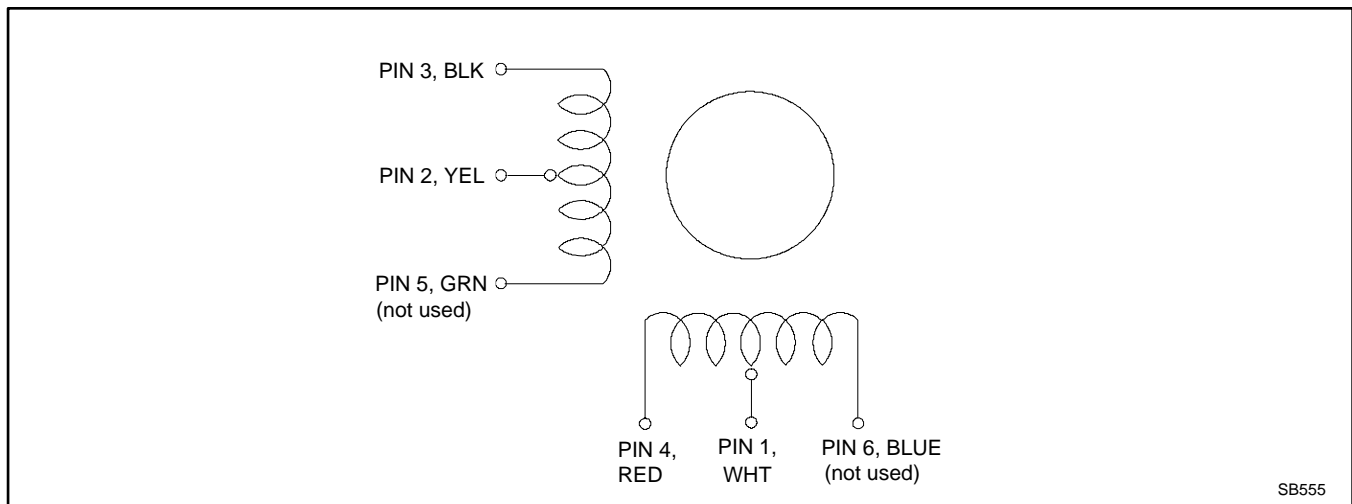 PIN 3, BLK
PIN 2, YEL
PIN 5, GRN
(not used)
PIN 4,
RED
PIN 1,
WHT
PIN 6, BLUE
(not used)
SB555